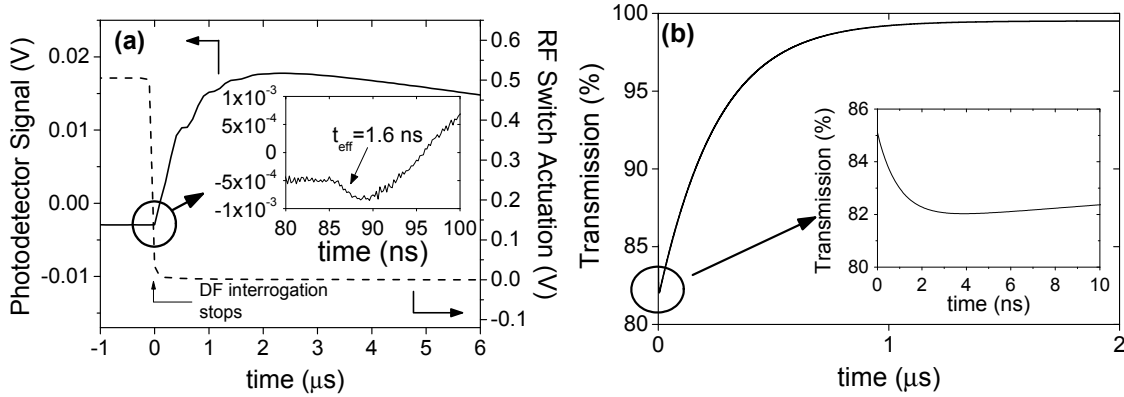 (a)
Photodetector Signal (V)
0.02
0.01
0.00
-0.01
RF Switch Actuation (V)
0.6
0.5
0.4
0.3
0.2
0.1
0.0
-0.1
1x10⁻³
5x10⁻⁴
0
-5x10⁻⁴
-1x10⁻³
t_eff=1.6 ns
80 85 90 95 100
time (ns)
DF interrogation
stops
-1 0 1 2 3 4 5 6
time (μs)
(b)
Transmission (%)
100
95
90
85
80
Transmission (%)
86
84
82
80
0 2 4 6 8 10
time (ns)
0 1 2
time (μs)